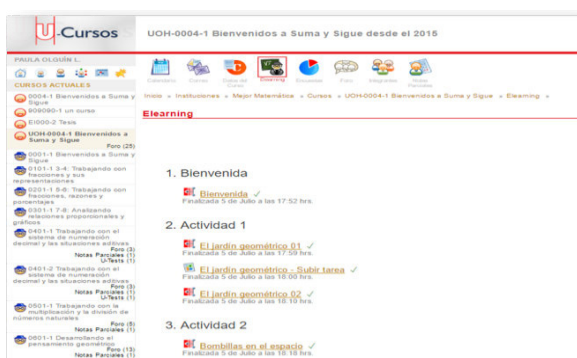 U-Cursos
UOH-0004-1 Bienvenidos a Suma y Sigue desde el 2015
PAULA OLGUÍN L.
CURSOS ACTUALES
0004-1 Bienvenidos a Suma y
Sigue
909090-1 un curso
EI000-2 Tesis
UOH-0004-1 Bienvenidos a
Suma y Sigue
Foro (25)
0001-1 Bienvenidos a Suma y
Sigue
0101-1 3-4: Trabajando con
fracciones y sus
representaciones
0201-1 5-6: Trabajando con
fracciones, razones y
porcentajes
0301-1 7-8: Analizando
relaciones proporcionales y
gráficos
0401-1 Trabajando con el
sistema de numeración
decimal y las situaciones aditivas
Foro (3)
Notas Parciales (1)
U-Tests (1)
0401-2 Trabajando con el
sistema de numeración
decimal y las situaciones aditivas
Foro (3)
Notas Parciales (1)
U-Tests (1)
0501-1 Trabajando con la
multiplicación y la división de
números naturales
Foro (8)
Notas Parciales (1)
0601-1 Desarrollando el
pensamiento geométrico
Foro (13)
Notas Parciales (1)
Calendario Correo Datos del Curso Elearning Encuestas Foro Integrantes Notas Parciales
Inicio » Instituciones » Mejor Matemática » Cursos » UOH-0004-1 Bienvenidos a Suma y Sigue » Elearning »
Elearning
1. Bienvenida
Bienvenida ✓
Finalizada 5 de Julio a las 17:52 hrs.
2. Actividad 1
El jardín geométrico 01 ✓
Finalizada 5 de Julio a las 17:59 hrs.
El jardín geométrico - Subir tarea ✓
Finalizada 5 de Julio a las 18:00 hrs.
El jardín geométrico 02 ✓
Finalizada 5 de Julio a las 18:10 hrs.
3. Actividad 2
Bombillas en el espacio ✓
Finalizada 5 de Julio a las 18:18 hrs.